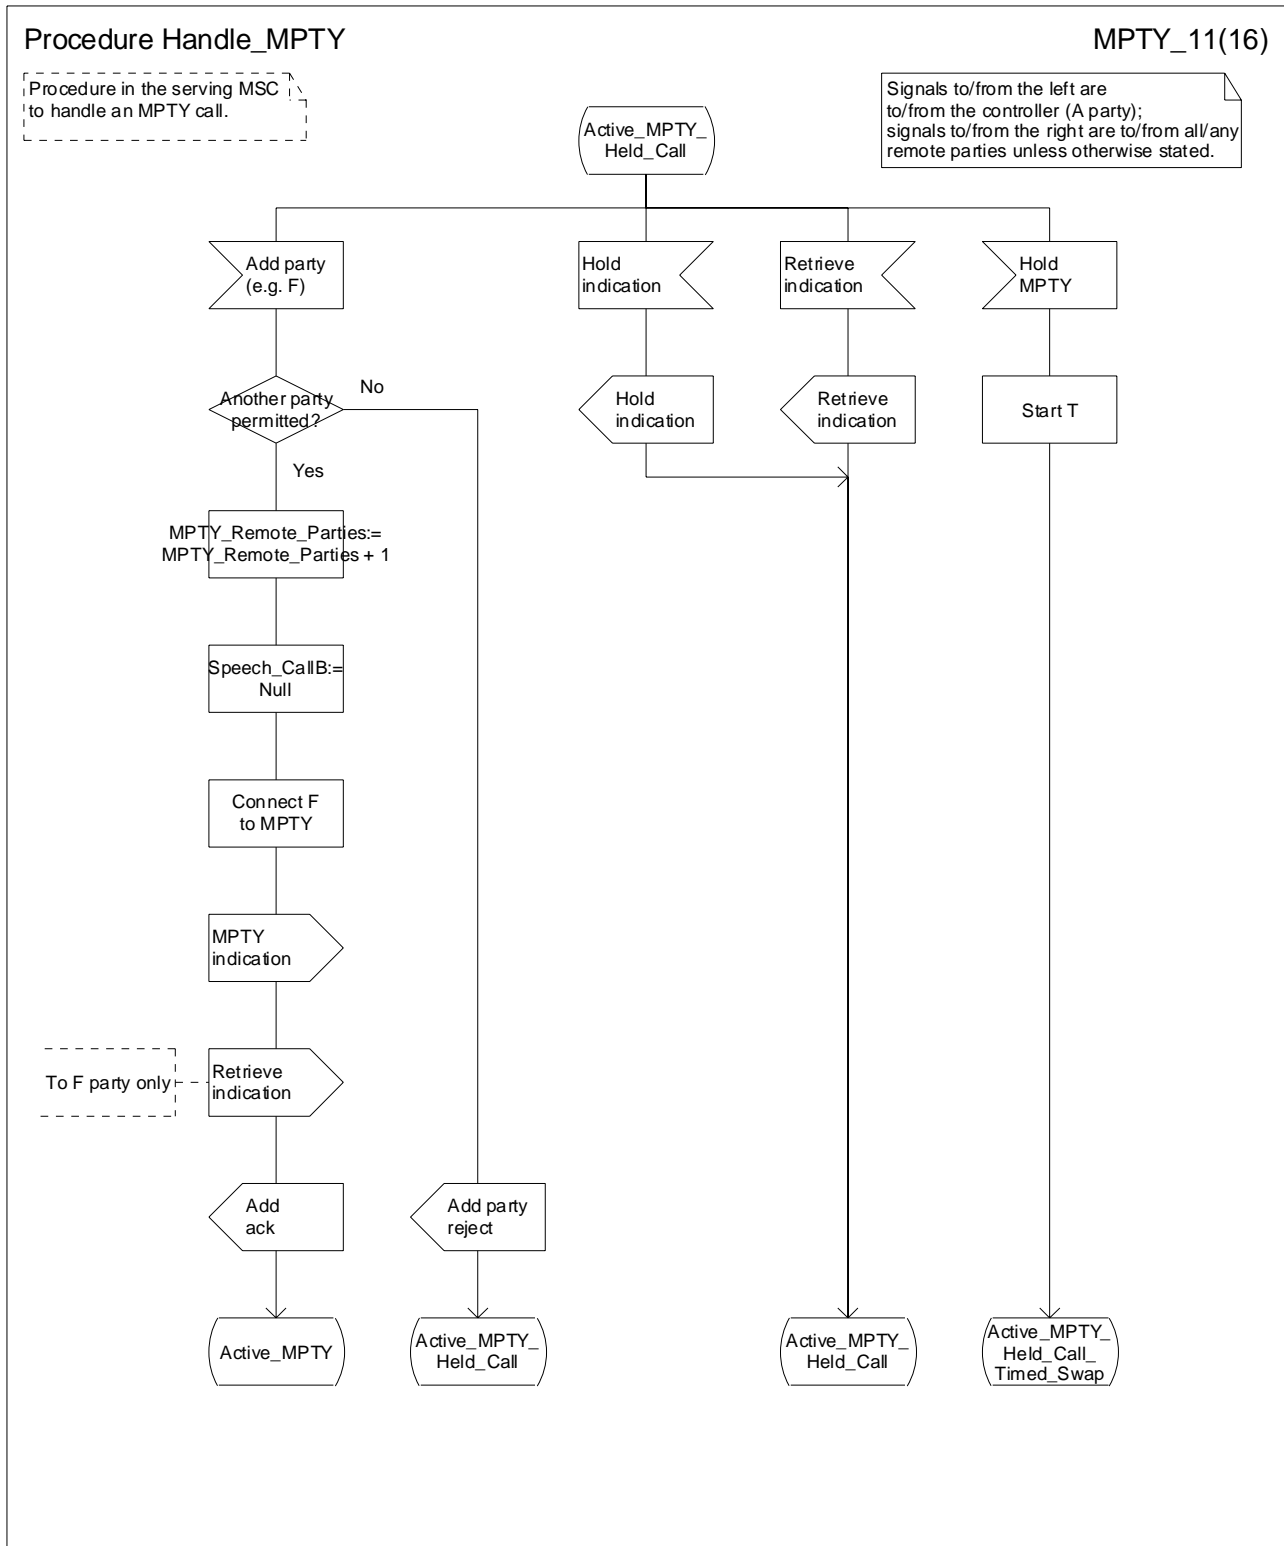 Procedure Handle_MPTY
MPTY_11(16)
Procedure in the serving MSC
to handle an MPTY call.
Signals to/from the left are
to/from the controller (A party);
signals to/from the right are to/from all/any
remote parties unless otherwise stated.
Active_MPTY_
Held_Call
Add party
(e.g. F)
Hold
indication
Retrieve
indication
Hold
MPTY
Another party
permitted?
No
Yes
Hold
indication
Retrieve
indication
Start T
MPTY_Remote_Parties:=
MPTY_Remote_Parties + 1
Speech_CallB:=
Null
Connect F
to MPTY
MPTY
indication
To F party only
Retrieve
indication
Add
ack
Add party
reject
Active_MPTY
Active_MPTY_
Held_Call
Active_MPTY_
Held_Call
Active_MPTY_
Held_Call_
Timed_Swap